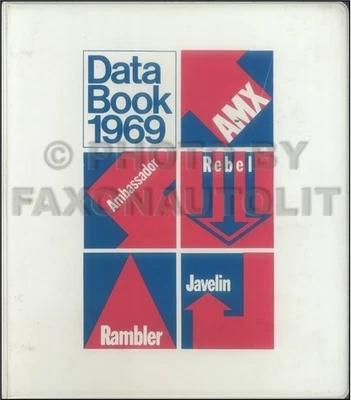 Data
Book
1969
AMX
Ambassador
Rebel
Rambler
Javelin
© PHOTO BY
FAXONAUTOLIT